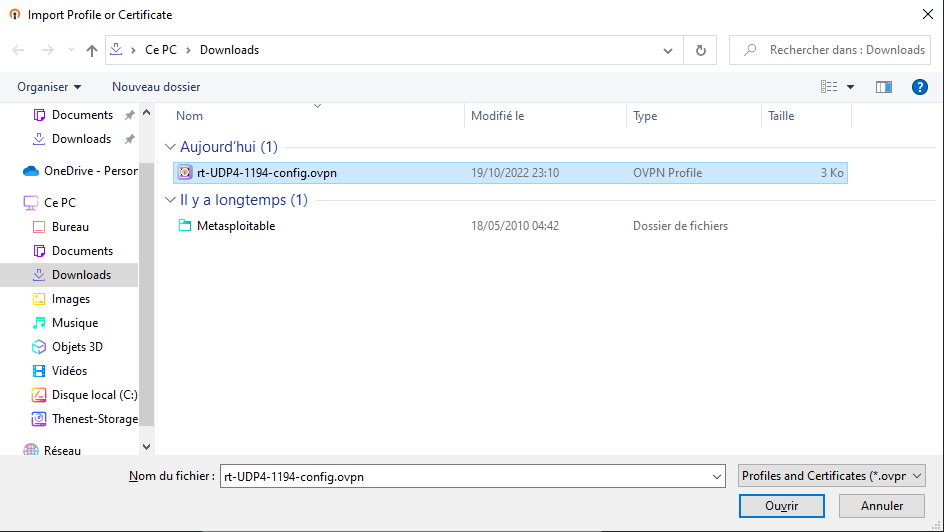 Import Profile or Certificate
Ce PC > Downloads
Rechercher dans : Downloads
Organiser
Nouveau dossier
Nom Modifié le Type Taille
Documents
Downloads
OneDrive - Person
Ce PC
Bureau
Documents
Downloads
Images
Musique
Objets 3D
Vidéos
Disque local (C:)
Thenest-Storage
Réseau
Aujourd'hui (1)
rt-UDP4-1194-config.ovpn 19/10/2022 23:10 OVPN Profile 3 Ko
Il y a longtemps (1)
Metasploitable 18/05/2010 04:42 Dossier de fichiers
Nom du fichier : rt-UDP4-1194-config.ovpn
Profiles and Certificates (*.ovpn
Ouvrir Annuler